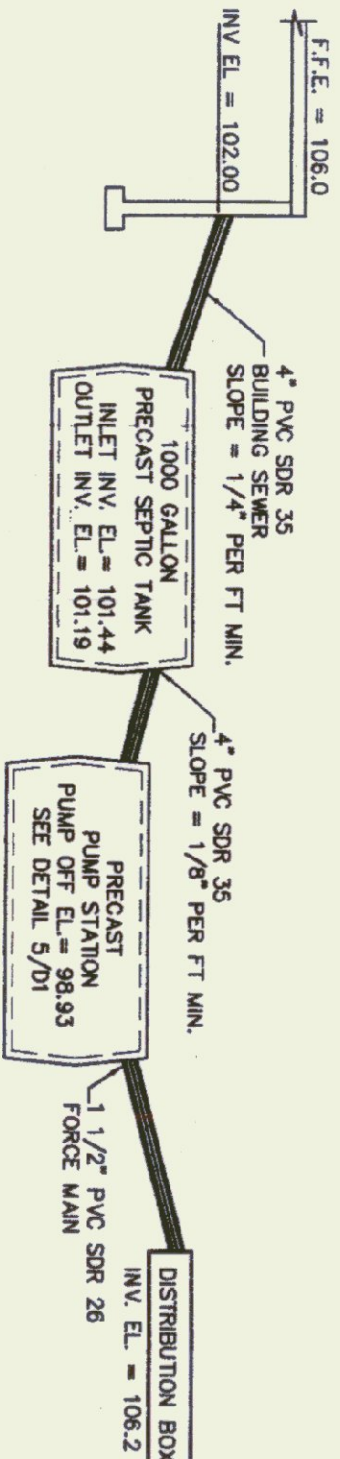 F.F.E. = 106.0
INV EL = 102.00
4" PVC SDR 35
BUILDING SEWER
SLOPE = 1/4" PER FT MIN.
1000 GALLON
PRECAST SEPTIC TANK
INLET INV. EL.= 101.44
OUTLET INV. EL.= 101.19
4" PVC SDR 35
SLOPE = 1/8" PER FT MIN.
PRECAST
PUMP STATION
PUMP OFF EL.= 98.93
SEE DETAIL 5/D1
1 1/2" PVC SDR 26
FORCE MAIN
DISTRIBUTION BOX
INV. EL. = 106.2